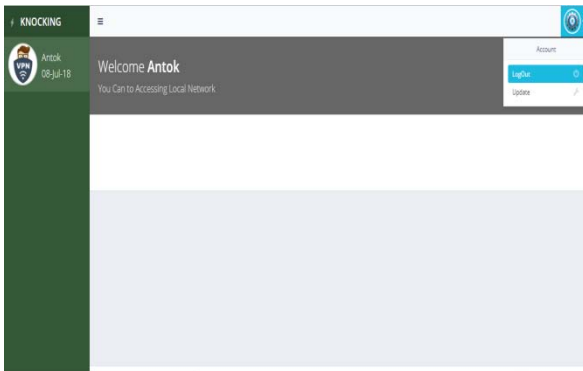 KNOCKING
Antok
08-Jul-18
VPN
Welcome Antok
You Can to Accessing Local Network
Account
LogOut
Update